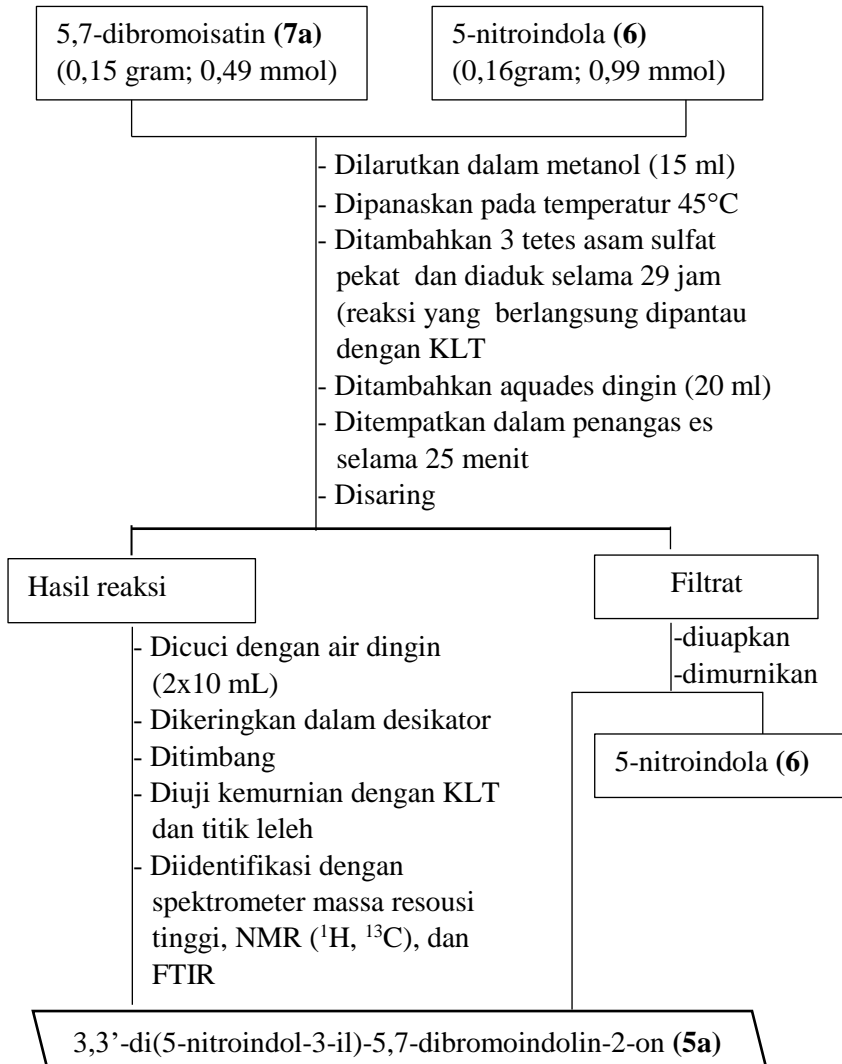 5,7-dibromoisatin (7a)
(0,15 gram; 0,49 mmol)
5-nitroindola (6)
(0,16gram; 0,99 mmol)
- Dilarutkan dalam metanol (15 ml)
- Dipanaskan pada temperatur 45°C
- Ditambahkan 3 tetes asam sulfat
pekat dan diaduk selama 29 jam
(reaksi yang berlangsung dipantau
dengan KLT
- Ditambahkan aquades dingin (20 ml)
- Ditempatkan dalam penangas es
selama 25 menit
- Disaring
Hasil reaksi
Filtrat
- Dicuci dengan air dingin
(2x10 mL)
- Dikeringkan dalam desikator
- Ditimbang
- Diuji kemurnian dengan KLT
dan titik leleh
- Diidentifikasi dengan
spektrometer massa resousi
tinggi, NMR (¹H, ¹³C), dan
FTIR
-diuapkan
-dimurnikan
5-nitroindola (6)
3,3’-di(5-nitroindol-3-il)-5,7-dibromoindolin-2-on (5a)